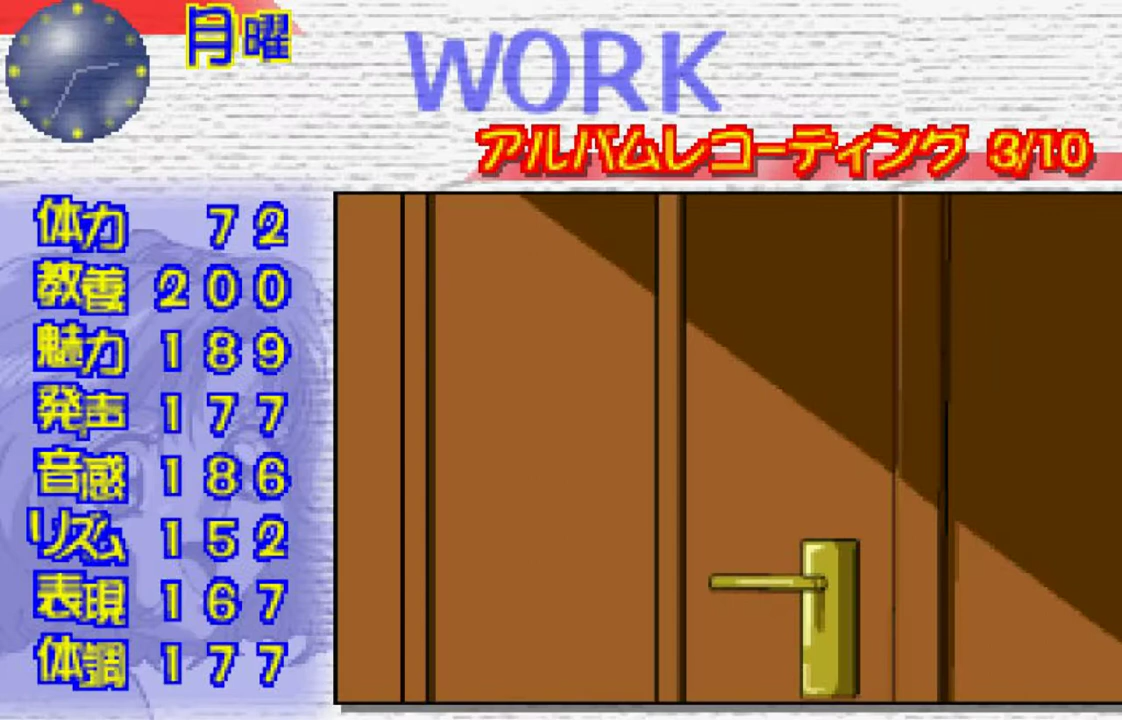 月曜
WORK
アルバムレコーディング 3/10
体力 72
教養 200
魅力 189
発声 177
音感 186
リズム 152
表現 167
体調 177